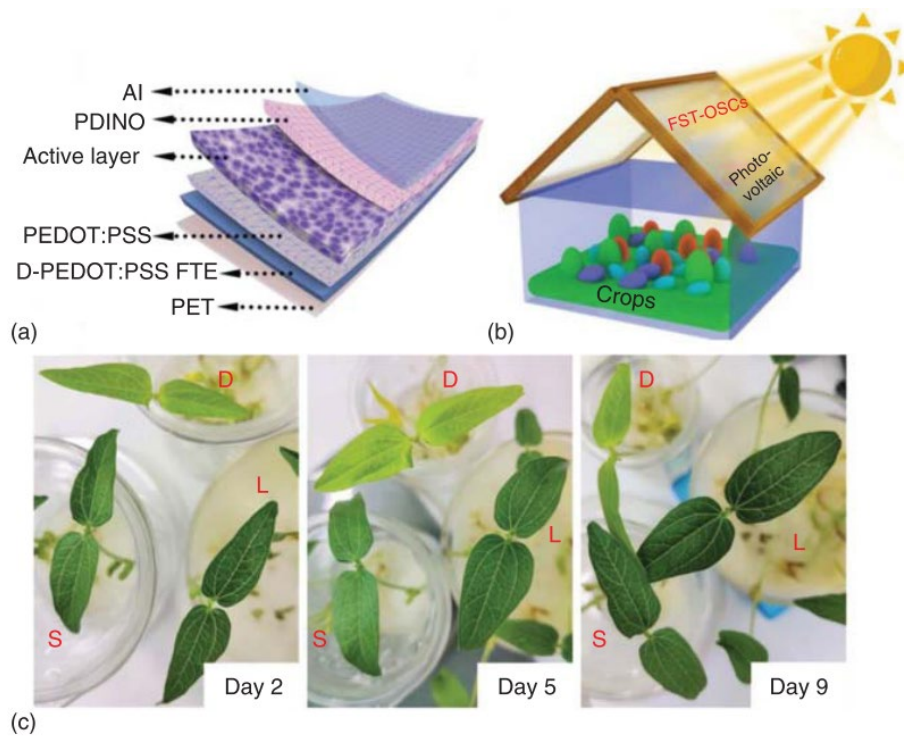 Al
PDINO
Active layer
PEDOT:PSS
D-PEDOT:PSS FTE
PET
(a)
FST-OSCs
Photo-
voltaic
Crops
(b)
D
L
S
Day 2
D
L
S
Day 5
D
L
S
Day 9
(c)